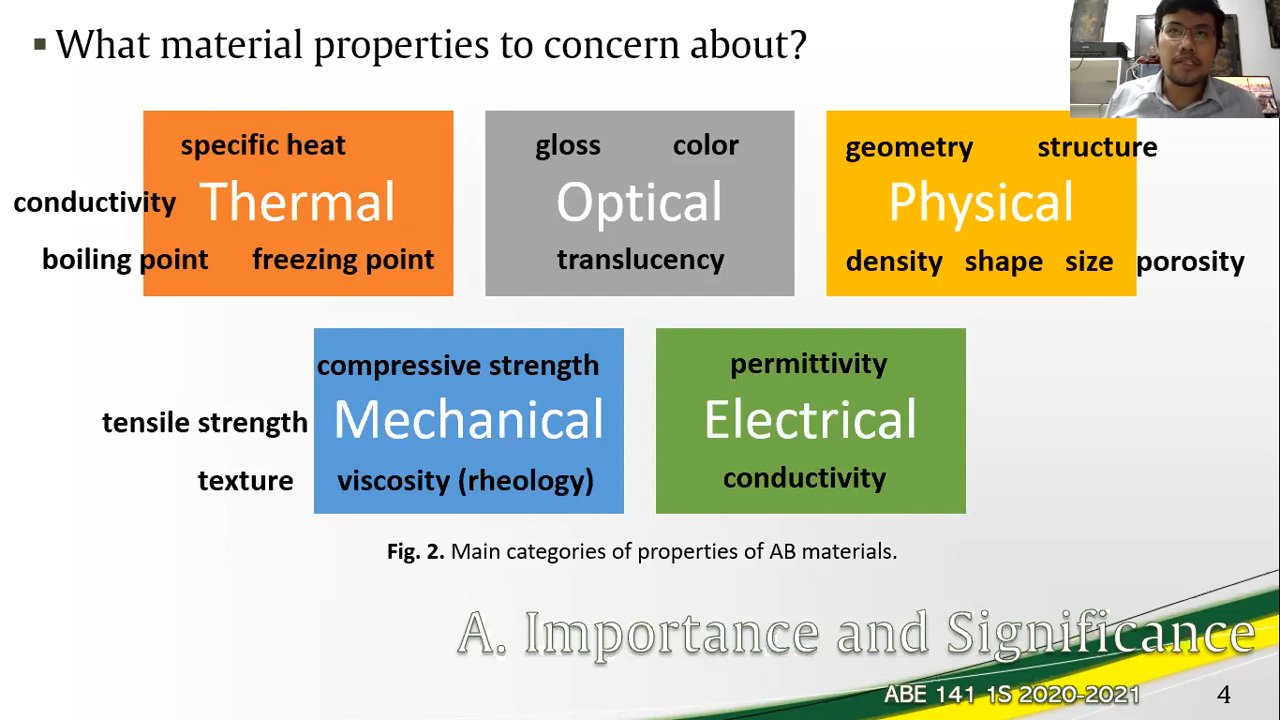 ▪ What material properties to concern about?
specific heat
conductivity Thermal
boiling point freezing point
gloss color
Optical
translucency
geometry structure
Physical
density shape size porosity
compressive strength
tensile strength Mechanical
texture viscosity (rheology)
permittivity
Electrical
conductivity
Fig. 2. Main categories of properties of AB materials.
A. Importance and Significance
ABE 141 1S 2020-2021 4